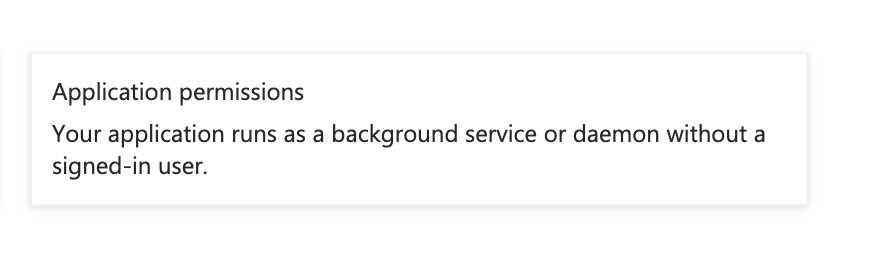 Application permissions
Your application runs as a background service or daemon without a
signed-in user.